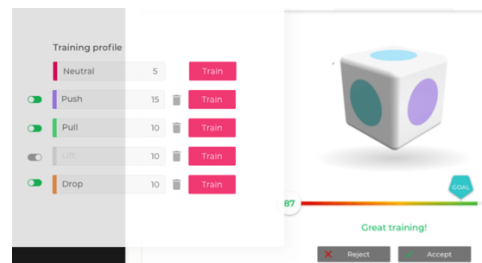 Training profile
Neutral 5 Train
Push 15 Train
Pull 10 Train
Lift 10 Train
Drop 10 Train
87
GOAL
Great training!
Reject Accept